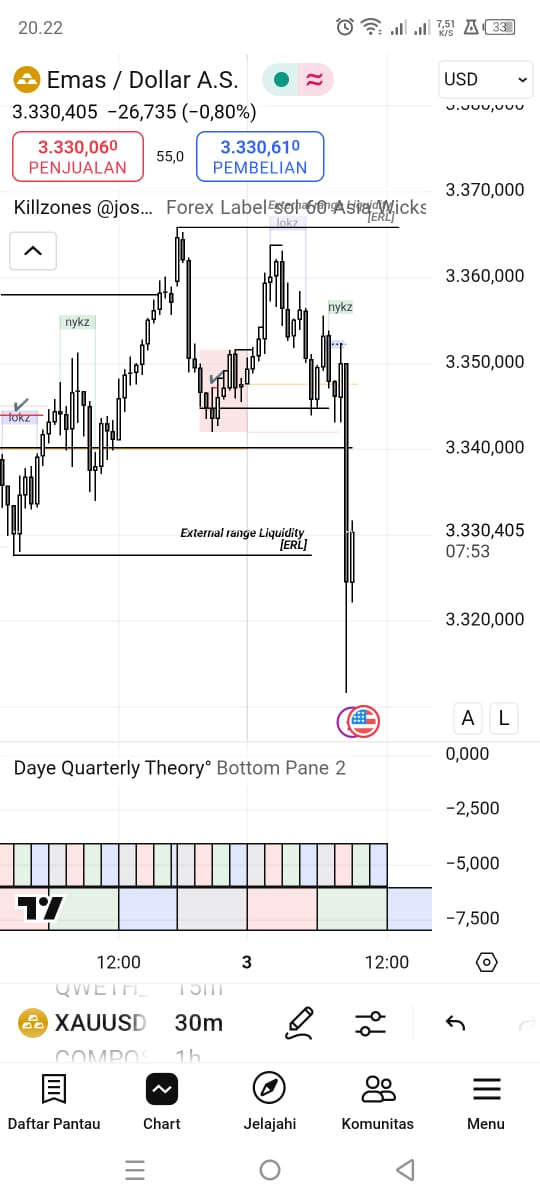 20.22
7,51
K/S
33
Emas / Dollar A.S.
USD
3.330,405 −26,735 (−0,80%)
3.330,060
PENJUALAN
55,0
3.330,610
PEMBELIAN
3.370,000
Killzones @jos...
Forex Label
Asia Wicks
External range Liquidity
[ERL]
lokz
3.360,000
nykz
nykz
3.350,000
lokz
3.340,000
External range Liquidity
[ERL]
3.330,405
07:53
3.320,000
A
L
Daye Quarterly Theory° Bottom Pane 2
0,000
−2,500
−5,000
−7,500
12:00
3
12:00
XAUUSD
30m
Daftar Pantau
Chart
Jelajahi
Komunitas
Menu